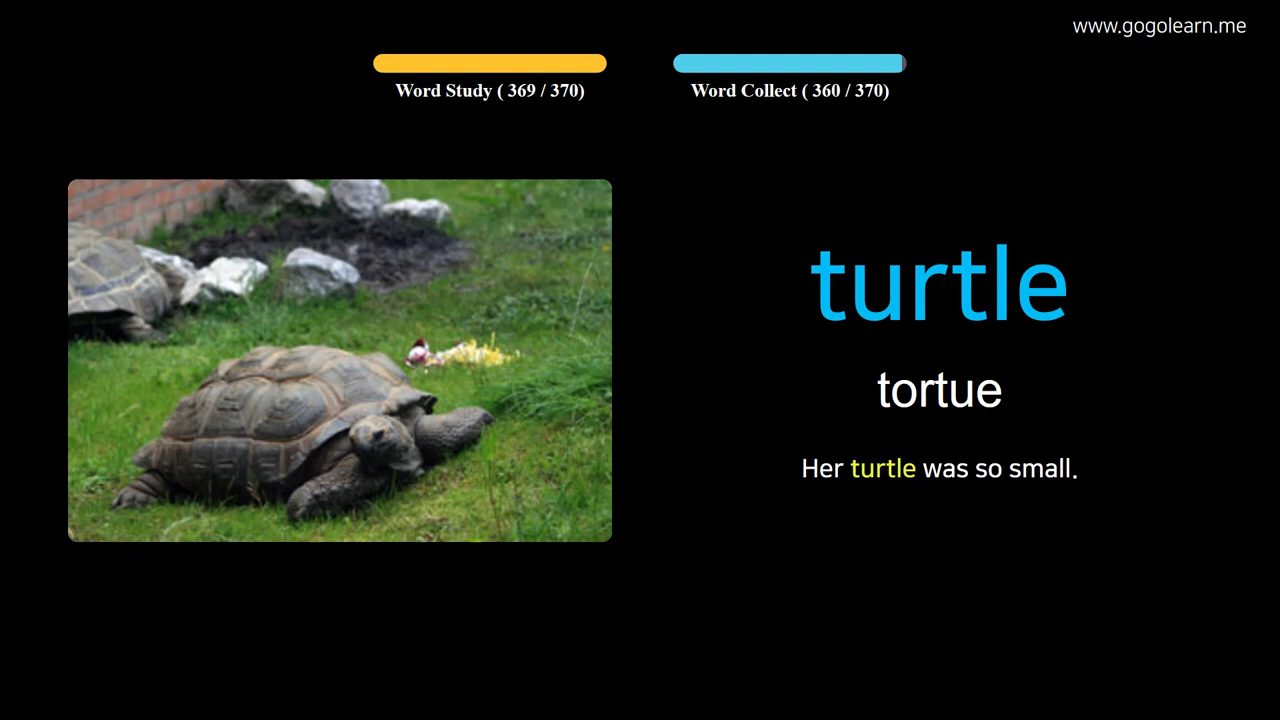 www.gogolearn.me
Word Study ( 369 / 370)
Word Collect ( 360 / 370)
turtle
tortue
Her turtle was so small.